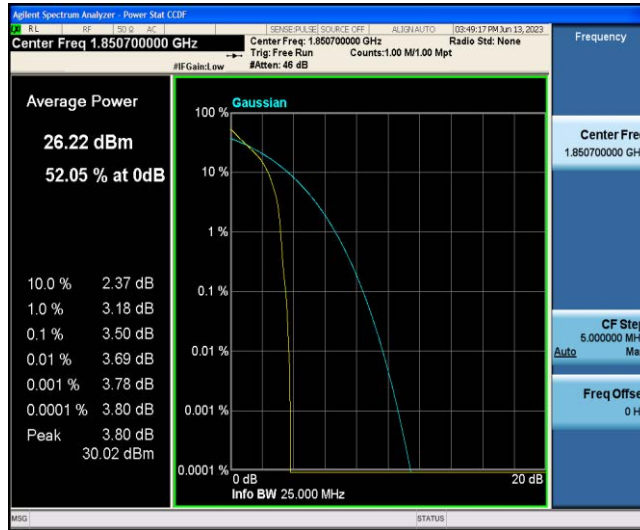 Agilent Spectrum Analyzer - Power Stat CCDF
RL RF 50 Ω AC SENSE:PULSE SOURCE OFF ALIGNAUTO 03:49:17 PM Jun 13, 2023
Center Freq 1.850700000 GHz
Center Freq: 1.850700000 GHz Radio Std: None
Trig: Free Run Counts:1.00 M/1.00 Mpt
#IFGain:Low #Atten: 46 dB
Frequency
Average Power
26.22 dBm
52.05 % at 0dB
10.0 % 2.37 dB
1.0 % 3.18 dB
0.1 % 3.50 dB
0.01 % 3.69 dB
0.001 % 3.78 dB
0.0001 % 3.80 dB
Peak 3.80 dB
30.02 dBm
Gaussian
100 %
10 %
1 %
0.1 %
0.01 %
0.001 %
0.0001 %
0 dB 20 dB
Info BW 25.000 MHz
Center Fre
1.850700000 GH
CF Step
5.000000 MH
Auto Ma
Freq Offse
0 H
MSG STATUS